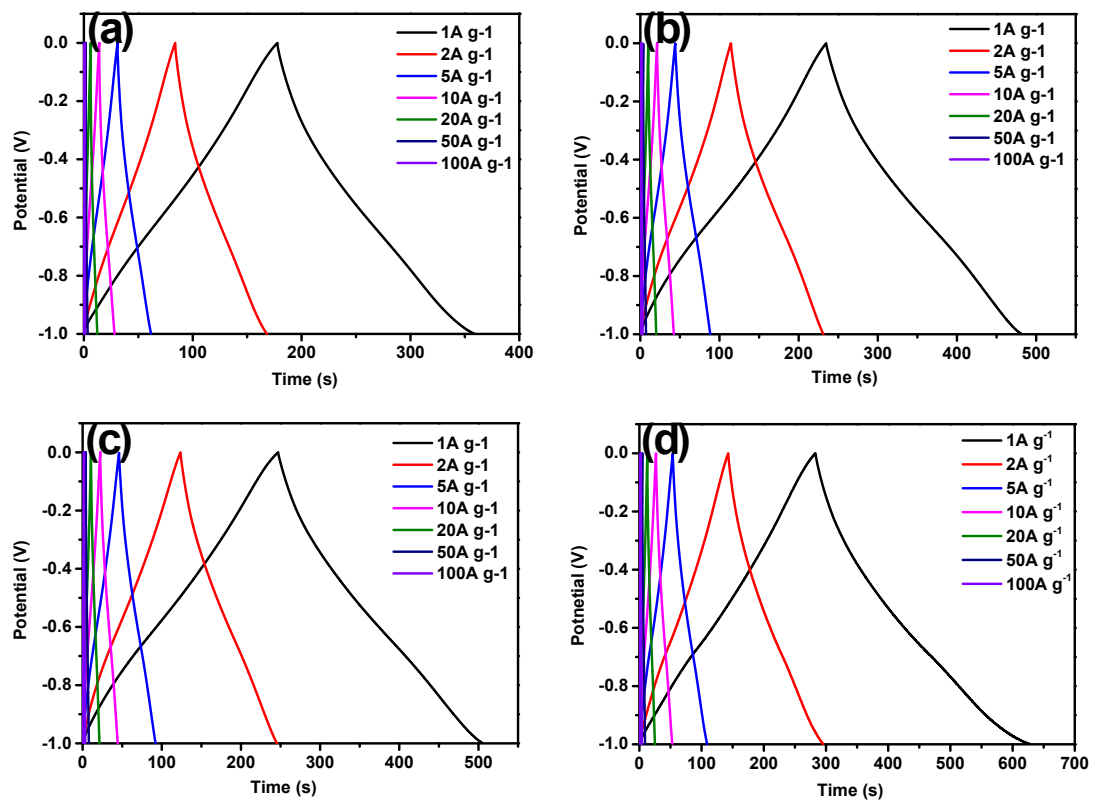 (a)
1A g-1
2A g-1
5A g-1
10A g-1
20A g-1
50A g-1
100A g-1
0.0
-0.2
-0.4
-0.6
-0.8
-1.0
Potential (V)
0 100 200 300 400
Time (s)
(b)
1A g-1
2A g-1
5A g-1
10A g-1
20A g-1
50A g-1
100A g-1
0.0
-0.2
-0.4
-0.6
-0.8
-1.0
Potential (V)
0 100 200 300 400 500
Time (s)
(c)
1A g-1
2A g-1
5A g-1
10A g-1
20A g-1
50A g-1
100A g-1
0.0
-0.2
-0.4
-0.6
-0.8
-1.0
Potential (V)
0 100 200 300 400 500
Time (s)
(d)
1A g-1
2A g-1
5A g-1
10A g-1
20A g-1
50A g-1
100A g-1
0.0
-0.2
-0.4
-0.6
-0.8
-1.0
Potnetial (V)
0 100 200 300 400 500 600 700
Time (s)